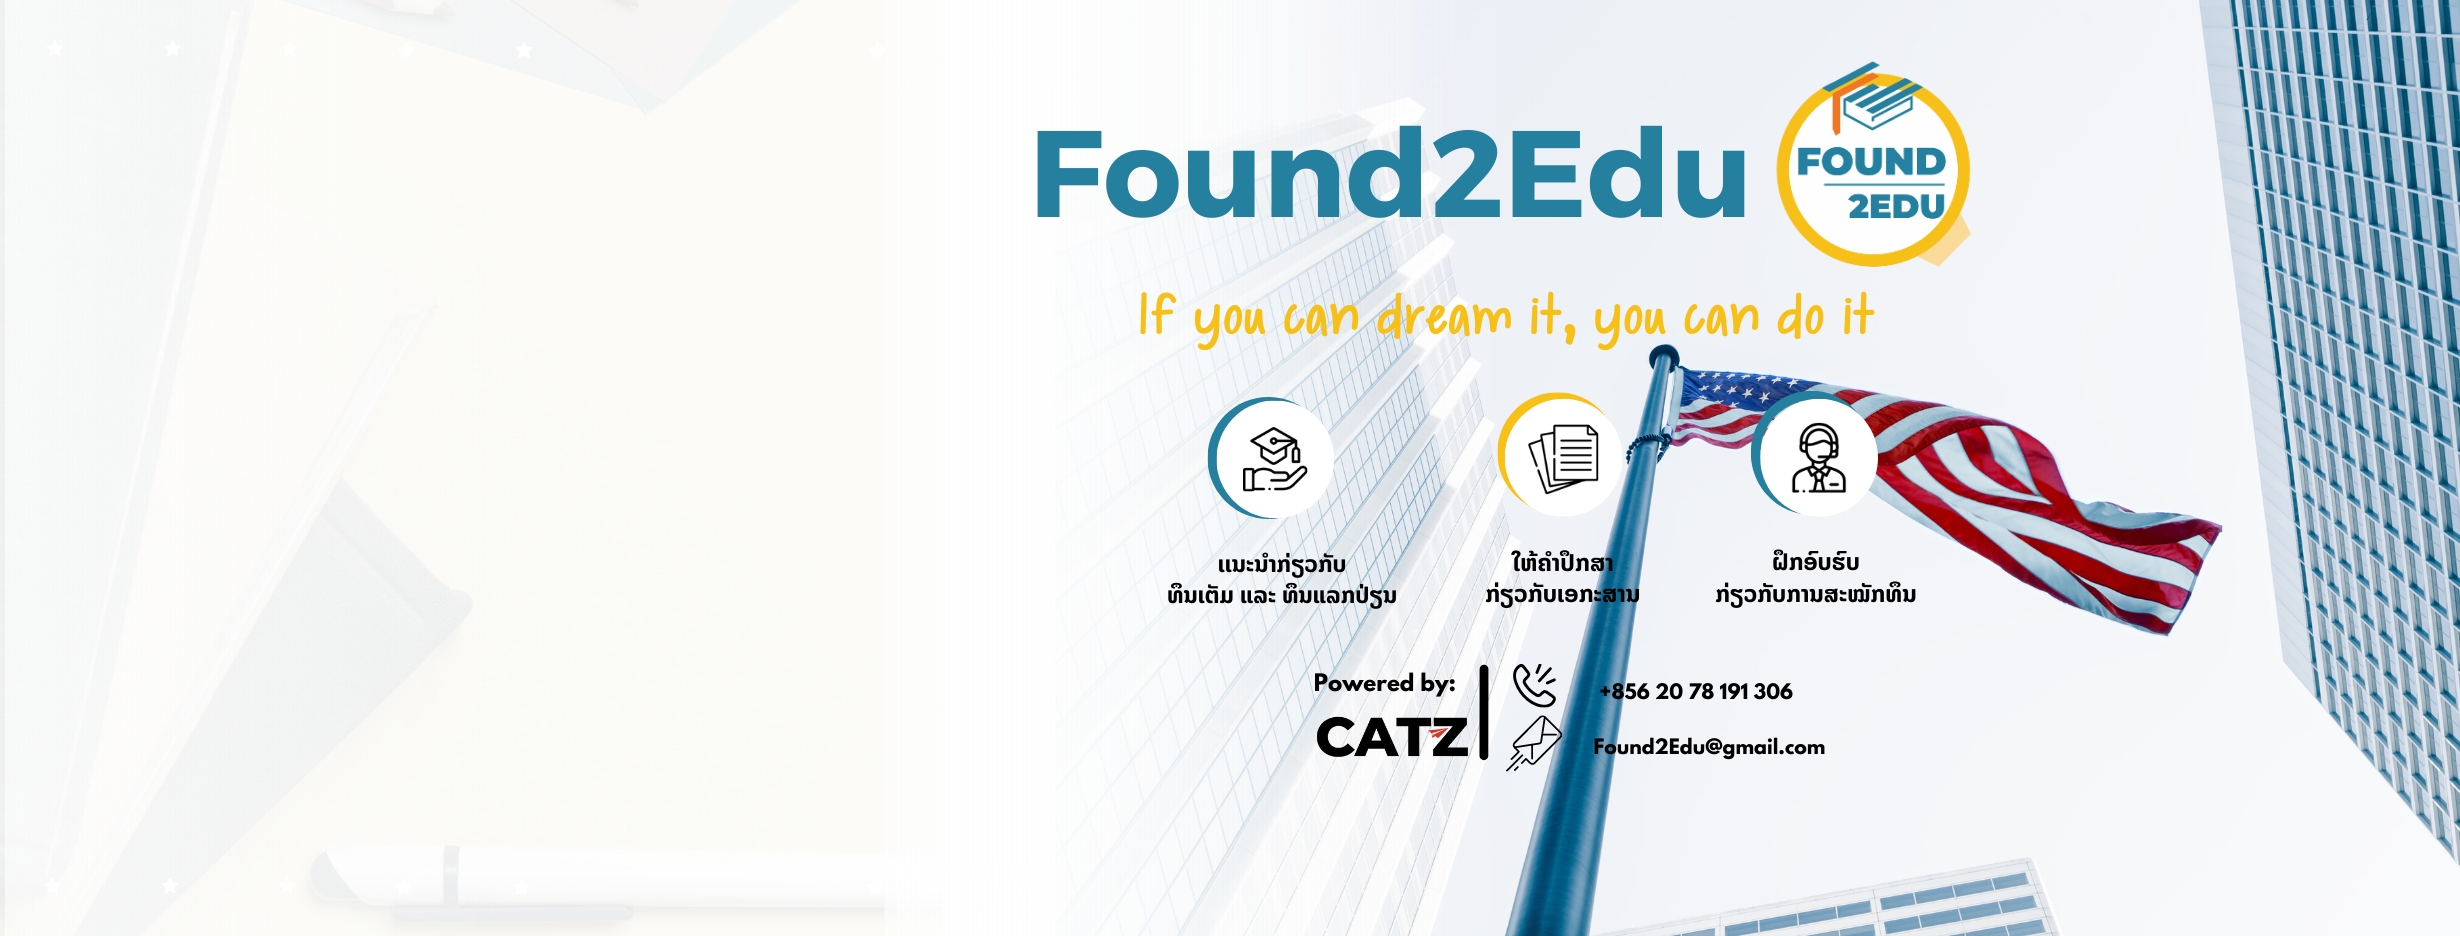 Found2Edu
FOUND
2EDU
If you can dream it, you can do it
ແນະນຳກ່ຽວກັບ
ທຶນເຕັມ ແລະ ທຶນແລກປ່ຽນ
ໃຫ້ຄຳປຶກສາ
ກ່ຽວກັບເອກະສານ
ຝຶກອົບຮົບ
ກ່ຽວກັບການສະໝັກທຶນ
Powered by:
CATZ
+856 20 78 191 306
Found2Edu@gmail.com